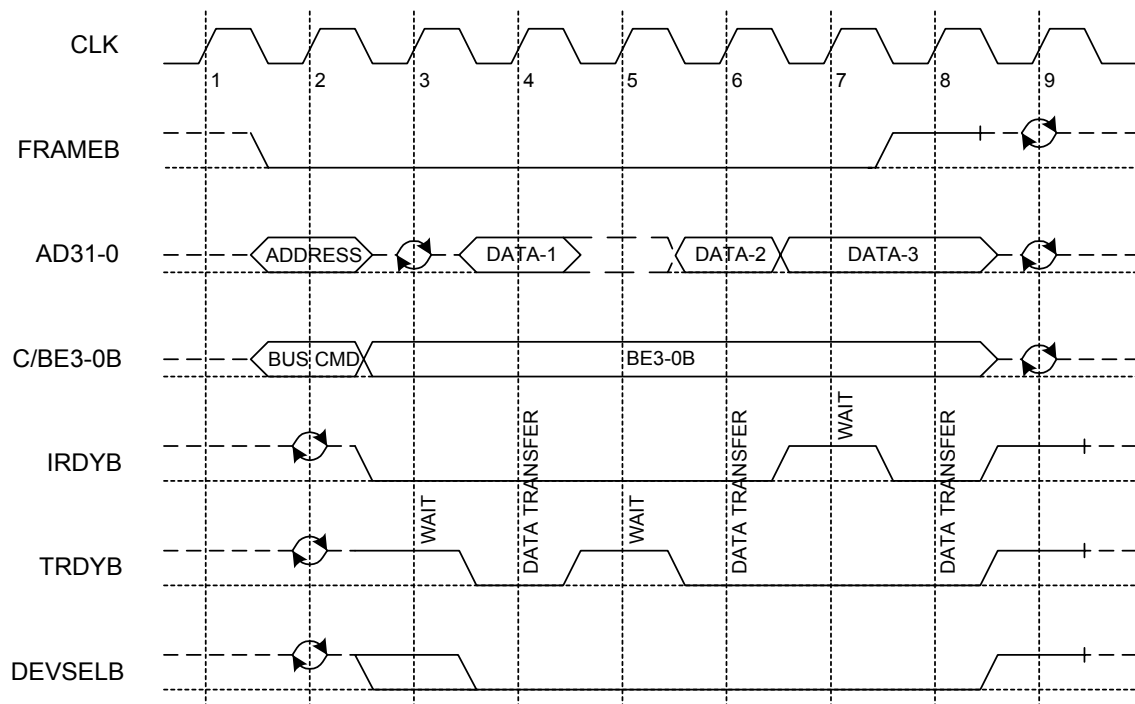 CLK
1 2 3 4 5 6 7 8 9
FRAMEB
AD31-0
ADDRESS DATA-1 DATA-2 DATA-3
C/BE3-0B
BUS CMD BE3-0B
IRDYB
WAIT
DATA TRANSFER
WAIT
DATA TRANSFER
WAIT
DATA TRANSFER
TRDYB
DEVSELB